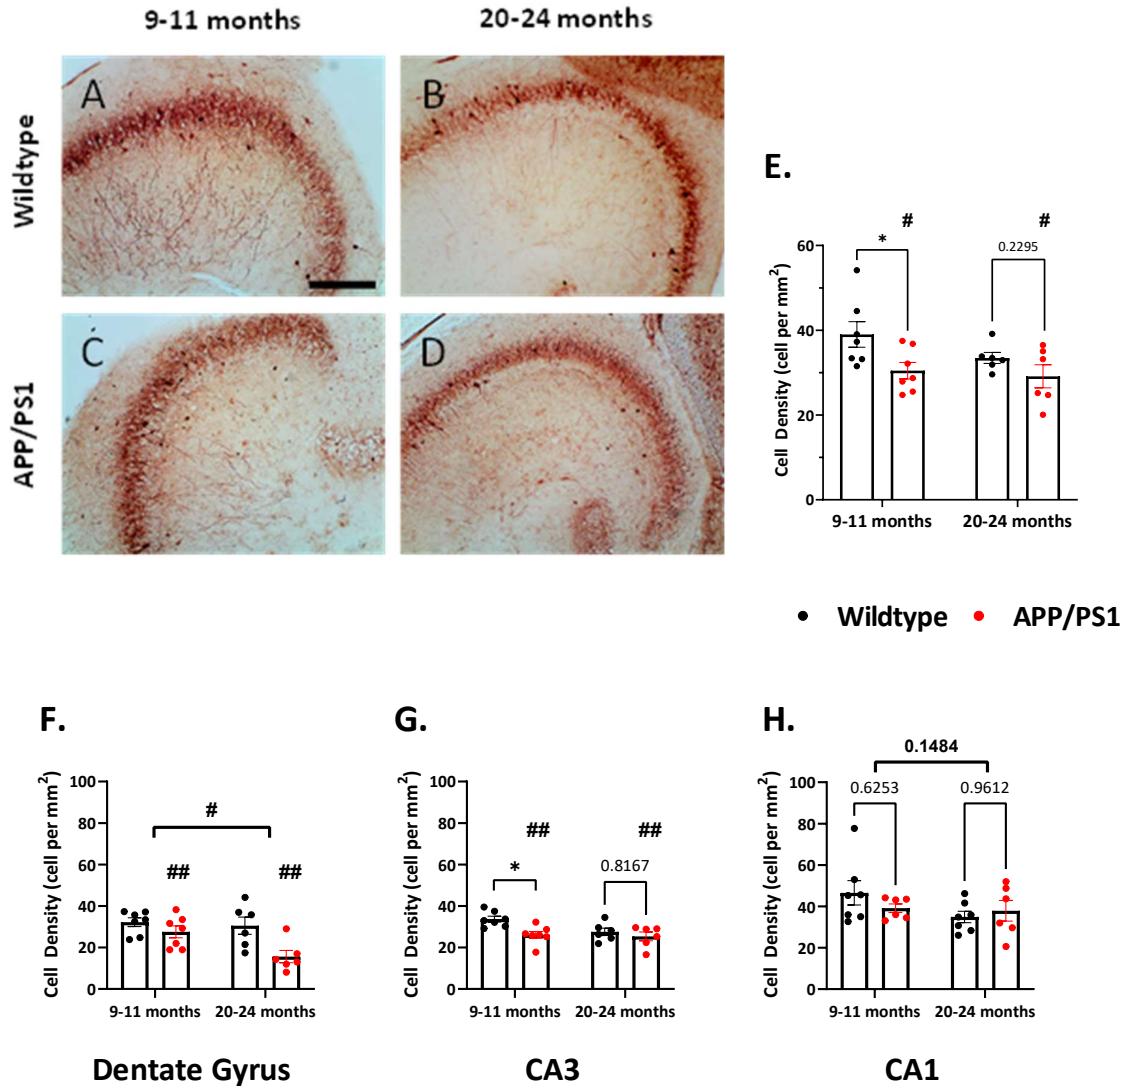 9-11 months
20-24 months
Wildtype
APP/PS1
A
B
C
D
E.
Cell Density (cell per mm2)
60
40
20
0
#
#
*
0.2295
9-11 months
20-24 months
Wildtype
APP/PS1
F.
Cell Density (cell per mm2)
100
80
60
40
20
0
#
##
##
9-11 months
20-24 months
Dentate Gyrus
G.
Cell Density (cell per mm2)
100
80
60
40
20
0
##
##
*
0.8167
9-11 months
20-24 months
CA3
H.
Cell Density (cell per mm2)
100
80
60
40
20
0
0.1484
0.6253
0.9612
9-11 months
20-24 months
CA1